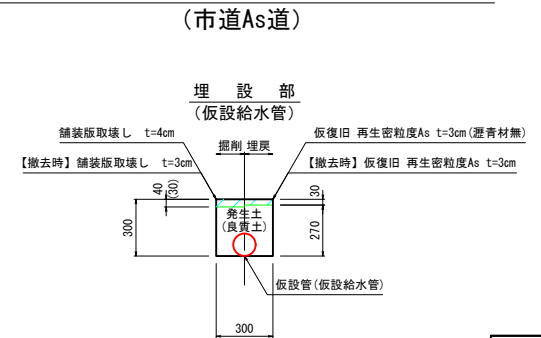 (市道As道)
埋 設 部
(仮設給水管)
舗装版取壊し t=4cm
掘削 埋戻
仮復旧 再生密粒度As t=3cm(瀝青材無)
【撤去時】舗装版取壊し t=3cm
【撤去時】仮復旧 再生密粒度As t=3cm
40
(30)
30
発生土
(良質土)
300
270
仮設管(仮設給水管)
300